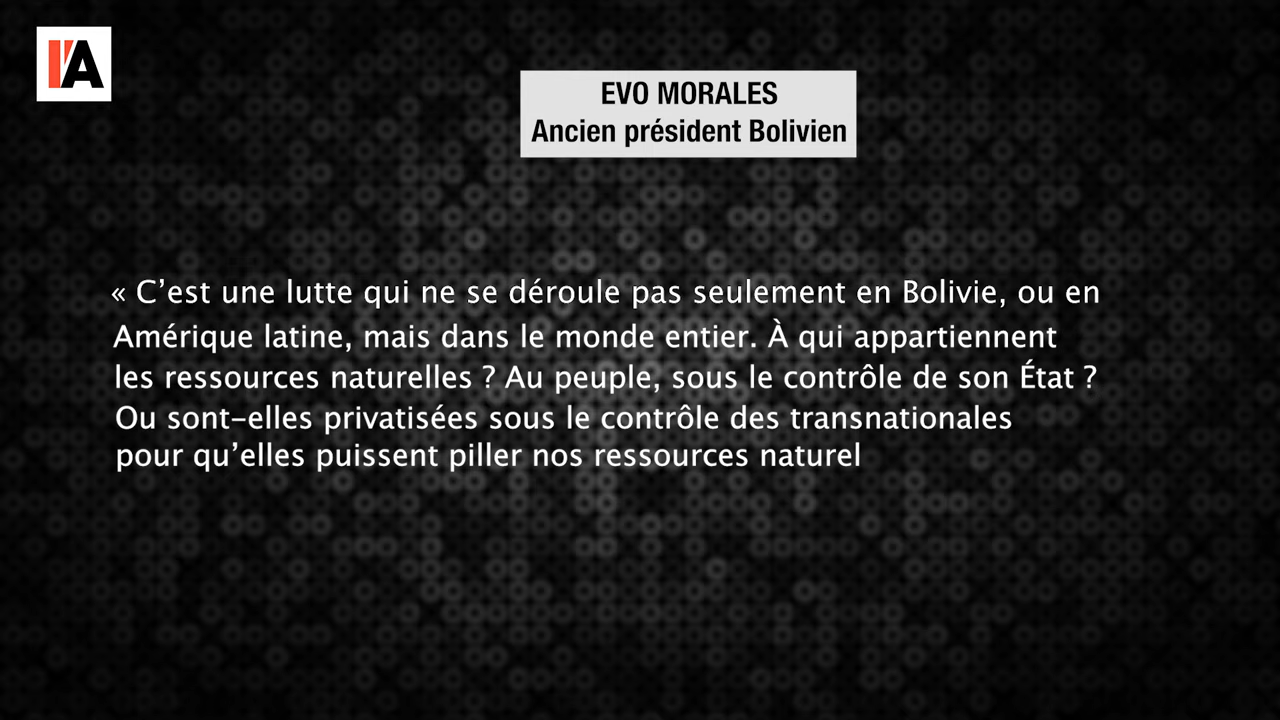 I'A
EVO MORALES
Ancien président Bolivien
« C’est une lutte qui ne se déroule pas seulement en Bolivie, ou en
Amérique latine, mais dans le monde entier. À qui appartiennent
les ressources naturelles ? Au peuple, sous le contrôle de son État ?
Ou sont-elles privatisées sous le contrôle des transnationales
pour qu’elles puissent piller nos ressources naturel